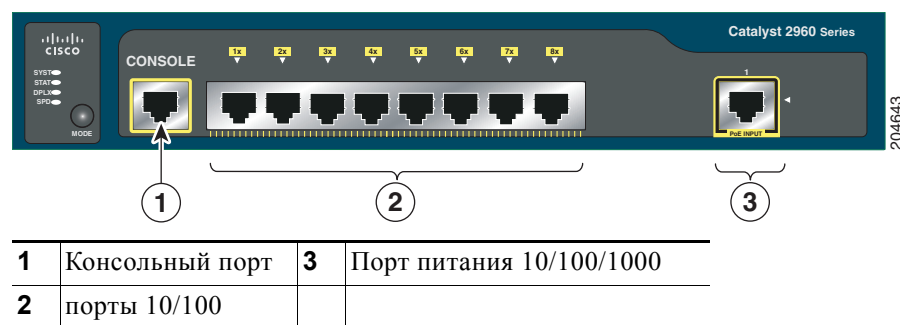 Catalyst 2960 Series
CISCO
CONSOLE
1x 2x 3x 4x 5x 6x 7x 8x
1
SYST
STAT
DPLX
SPD
MODE
PoE INPUT
204643
1 2 3
1 Консольный порт 3 Порт питания 10/100/1000
2 порты 10/100